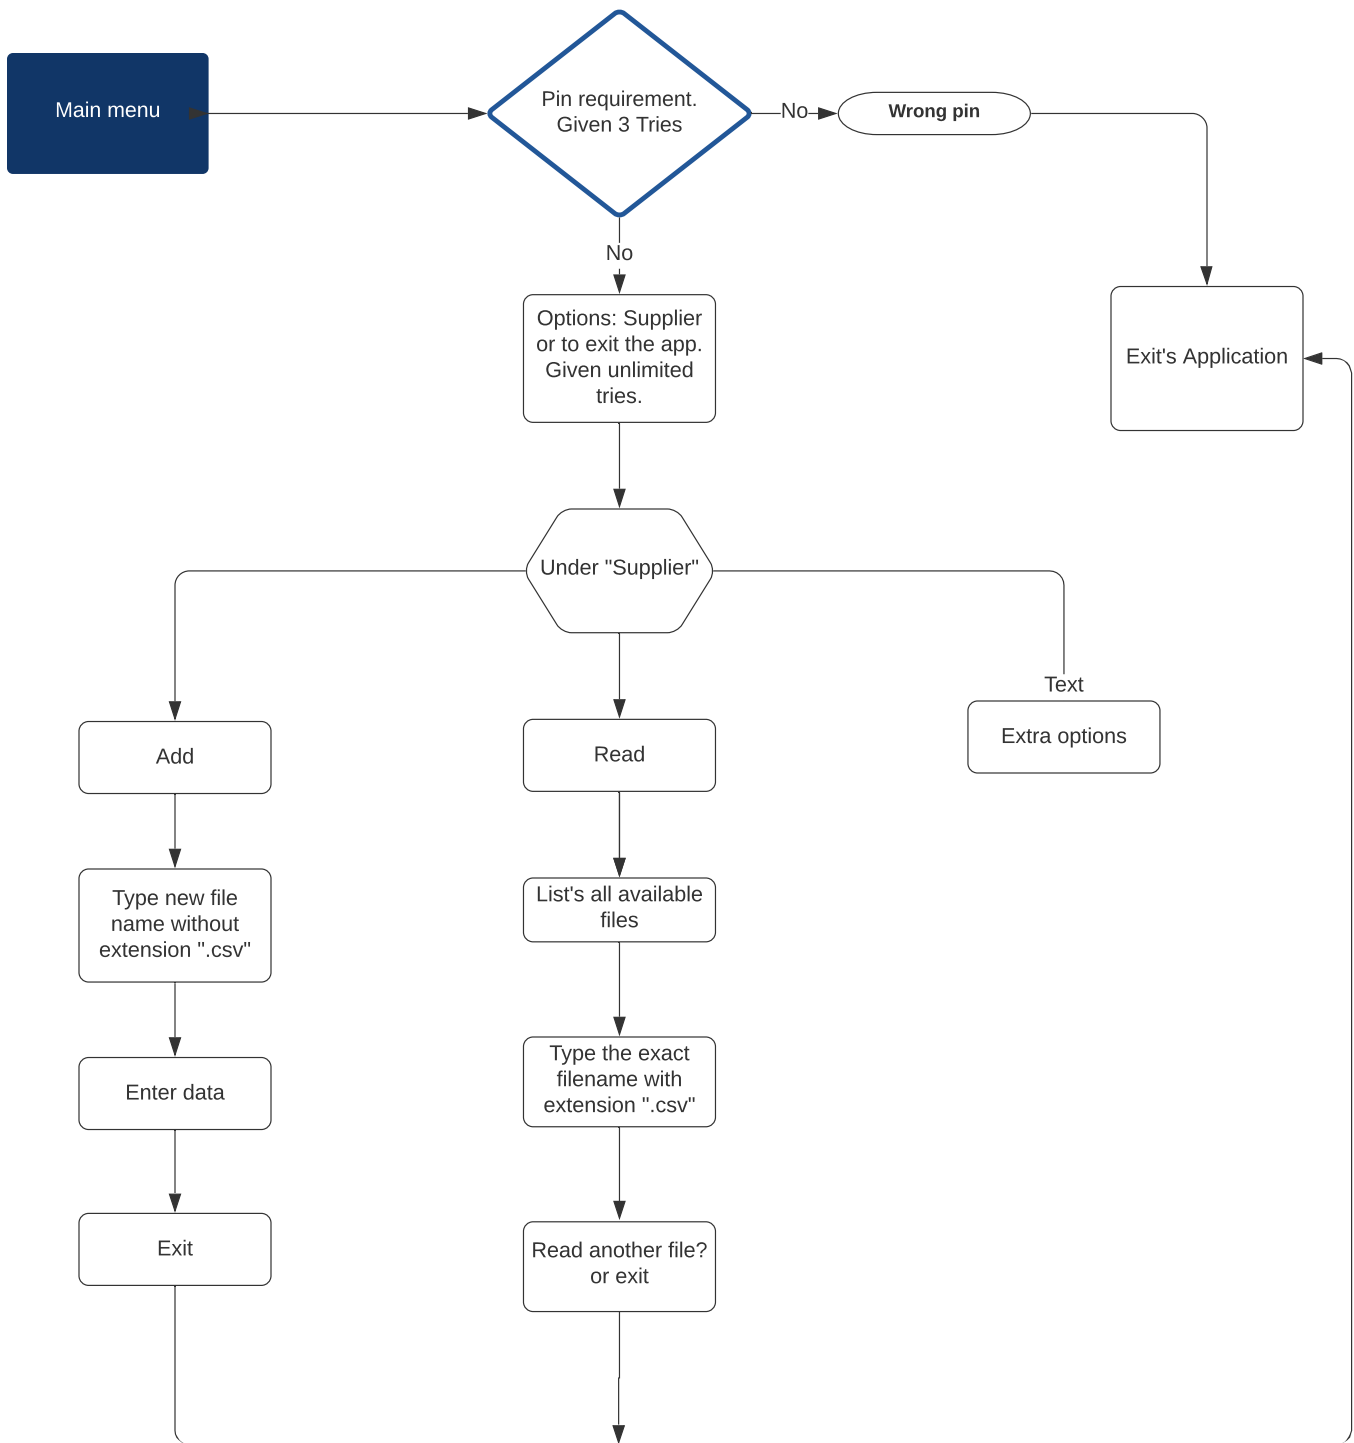 Main menu
Pin requirement.
Given 3 Tries
No
Wrong pin
No
Options: Supplier
or to exit the app.
Given unlimited
tries.
Exit's Application
Under "Supplier"
Text
Add
Read
Extra options
Type new file
name without
extension ".csv"
List's all available
files
Enter data
Type the exact
filename with
extension ".csv"
Exit
Read another file?
or exit